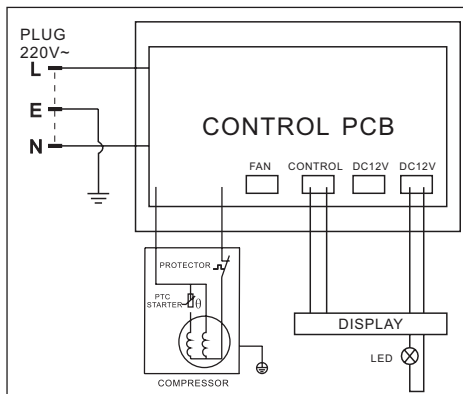 PLUG
220V~
L
E
N
CONTROL PCB
FAN CONTROL DC12V DC12V
PROTECTOR
PTC
STARTER θ
COMPRESSOR
DISPLAY
LED